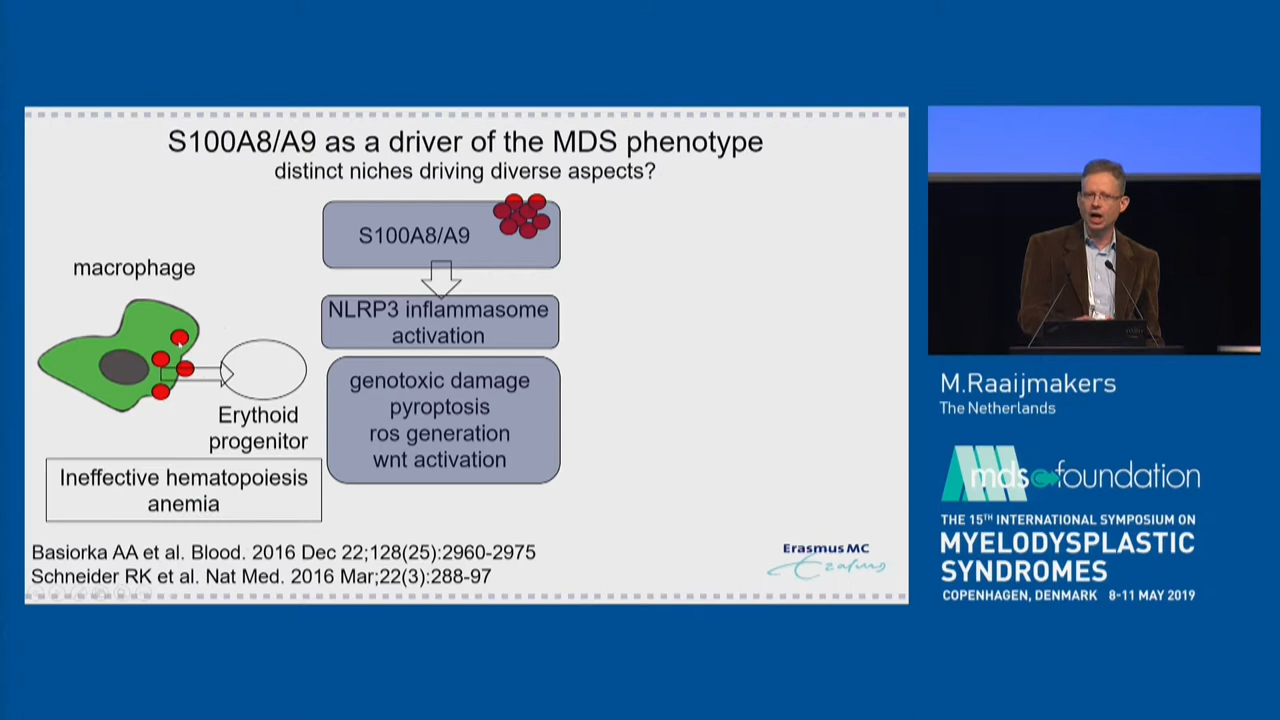 S100A8/A9 as a driver of the MDS phenotype
distinct niches driving diverse aspects?
S100A8/A9
macrophage
NLRP3 inflammasome
activation
genotoxic damage
pyroptosis
ros generation
wnt activation
Erythoid
progenitor
Ineffective hematopoiesis
anemia
Basiorka AA et al. Blood. 2016 Dec 22;128(25):2960-2975
Schneider RK et al. Nat Med. 2016 Mar;22(3):288-97
Erasmus MC
Erasmus
M.Raaijmakers
The Netherlands
mds foundation
THE 15TH INTERNATIONAL SYMPOSIUM ON
MYELODYSPLASTIC
SYNDROMES
COPENHAGEN, DENMARK 8-11 MAY 2019